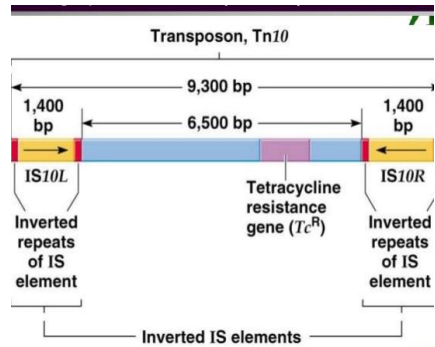 Transposon, Tn10
9,300 bp
1,400
bp
6,500 bp
1,400
bp
IS10L
IS10R
Tetracycline
resistance
gene (TcR)
Inverted
repeats
of IS
element
Inverted
repeats
of IS
element
Inverted IS elements